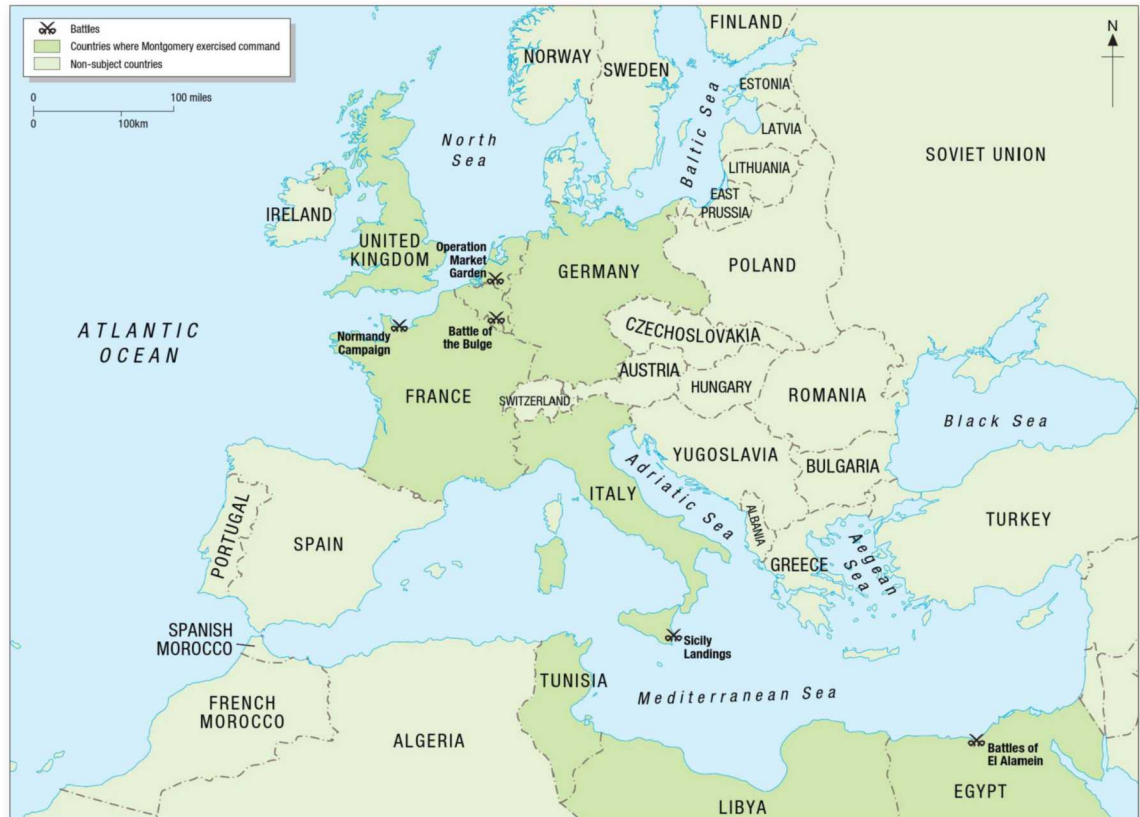 Battles
Countries where Montgomery exercised command
Non-subject countries
0
100 miles
0
100km
N
FINLAND
NORWAY
SWEDEN
ESTONIA
Baltic Sea
LATVIA
LITHUANIA
EAST
PRUSSIA
SOVIET UNION
North
Sea
IRELAND
UNITED
KINGDOM
Operation
Market
Garden
GERMANY
POLAND
ATLANTIC
OCEAN
Normandy
Campaign
Battle of
the Bulge
CZECHOSLOVAKIA
FRANCE
SWITZERLAND
AUSTRIA
HUNGARY
ROMANIA
Black Sea
YUGOSLAVIA
BULGARIA
Adriatic Sea
ITALY
ALBANIA
GREECE
Aegean
Sea
TURKEY
PORTUGAL
SPAIN
SPANISH
MOROCCO
Sicily
Landings
TUNISIA
Mediterranean Sea
FRENCH
MOROCCO
ALGERIA
Battles of
El Alamein
LIBYA
EGYPT